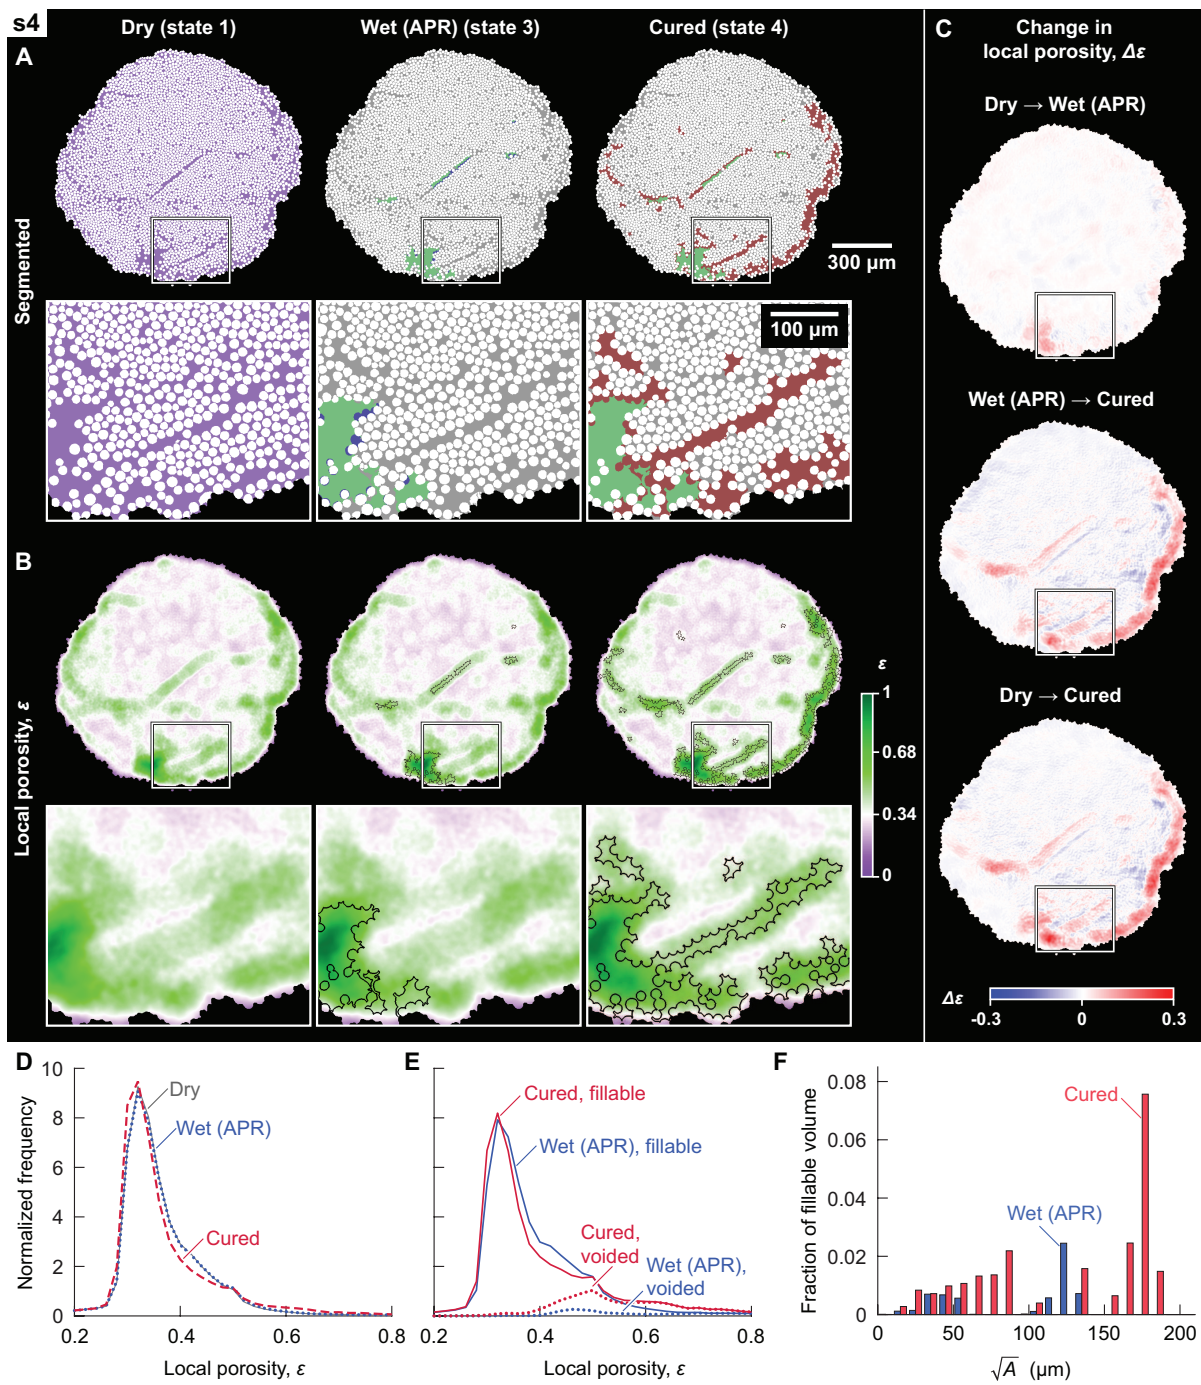 s4
Dry (state 1)
Wet (APR) (state 3)
Cured (state 4)
A
Segmented
300 µm
100 µm
B
Local porosity, ε
ε
1
0.68
0.34
0
C
Change in
local porosity, Δε
Dry → Wet (APR)
Wet (APR) → Cured
Dry → Cured
Δε
-0.3 0 0.3
D
Normalized frequency
10
8
6
4
2
0
Dry
Wet (APR)
Cured
0.2 0.4 0.6 0.8
Local porosity, ε
E
Cured, fillable
Wet (APR), fillable
Cured,
voided
Wet (APR),
voided
0.2 0.4 0.6 0.8
Local porosity, ε
F
Fraction of fillable volume
0.08
0.06
0.04
0.02
0
Cured
Wet (APR)
0 50 100 150 200
√A (µm)